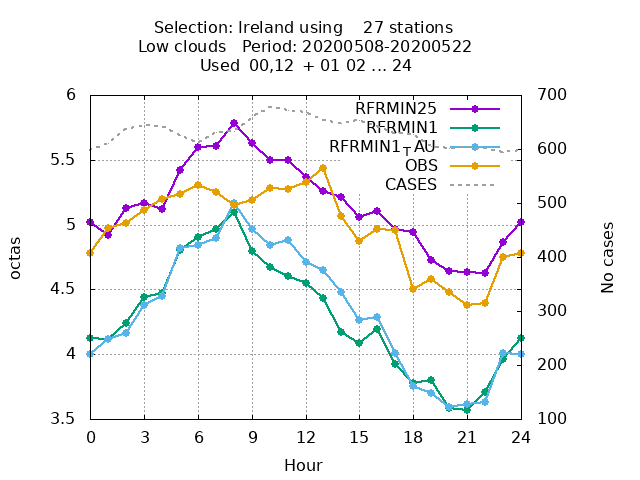 Selection: Ireland using    27 stations
Low clouds   Period: 20200508-20200522
Used  00,12  + 01 02 ... 24
6
5.5
5
4.5
4
3.5
octas
700
600
500
400
300
200
100
No cases
RFRMIN25
RFRMIN1
RFRMIN1_AU
OBS
CASES
0 3 6 9 12 15 18 21 24
Hour